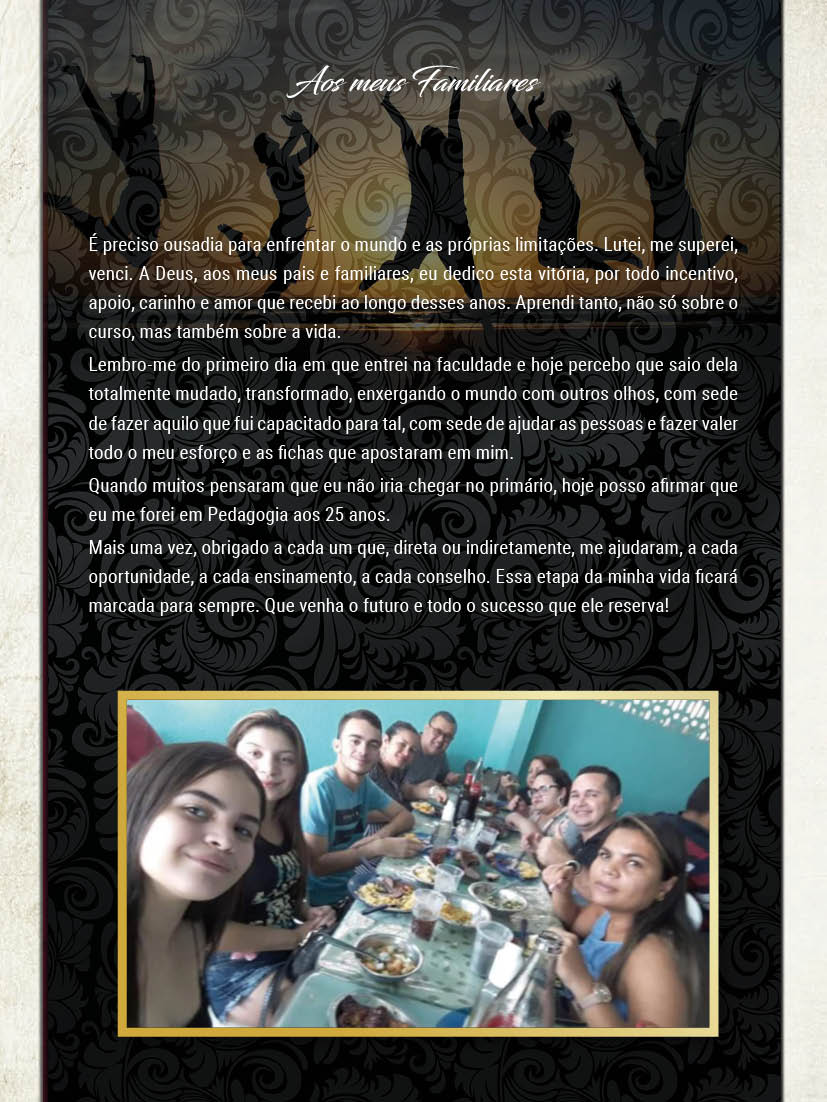 Aos meus Familiares
É preciso ousadia para enfrentar o mundo e as próprias limitações. Lutei, me superei,
venci. A Deus, aos meus pais e familiares, eu dedico esta vitória, por todo incentivo,
apoio, carinho e amor que recebi ao longo desses anos. Aprendi tanto, não só sobre o
curso, mas também sobre a vida.
Lembro-me do primeiro dia em que entrei na faculdade e hoje percebo que saio dela
totalmente mudado, transformado, enxergando o mundo com outros olhos, com sede
de fazer aquilo que fui capacitado para tal, com sede de ajudar as pessoas e fazer valer
todo o meu esforço e as fichas que apostaram em mim.
Quando muitos pensaram que eu não iria chegar no primário, hoje posso afirmar que
eu me forei em Pedagogia aos 25 anos.
Mais uma vez, obrigado a cada um que, direta ou indiretamente, me ajudaram, a cada
oportunidade, a cada ensinamento, a cada conselho. Essa etapa da minha vida ficará
marcada para sempre. Que venha o futuro e todo o sucesso que ele reserva!